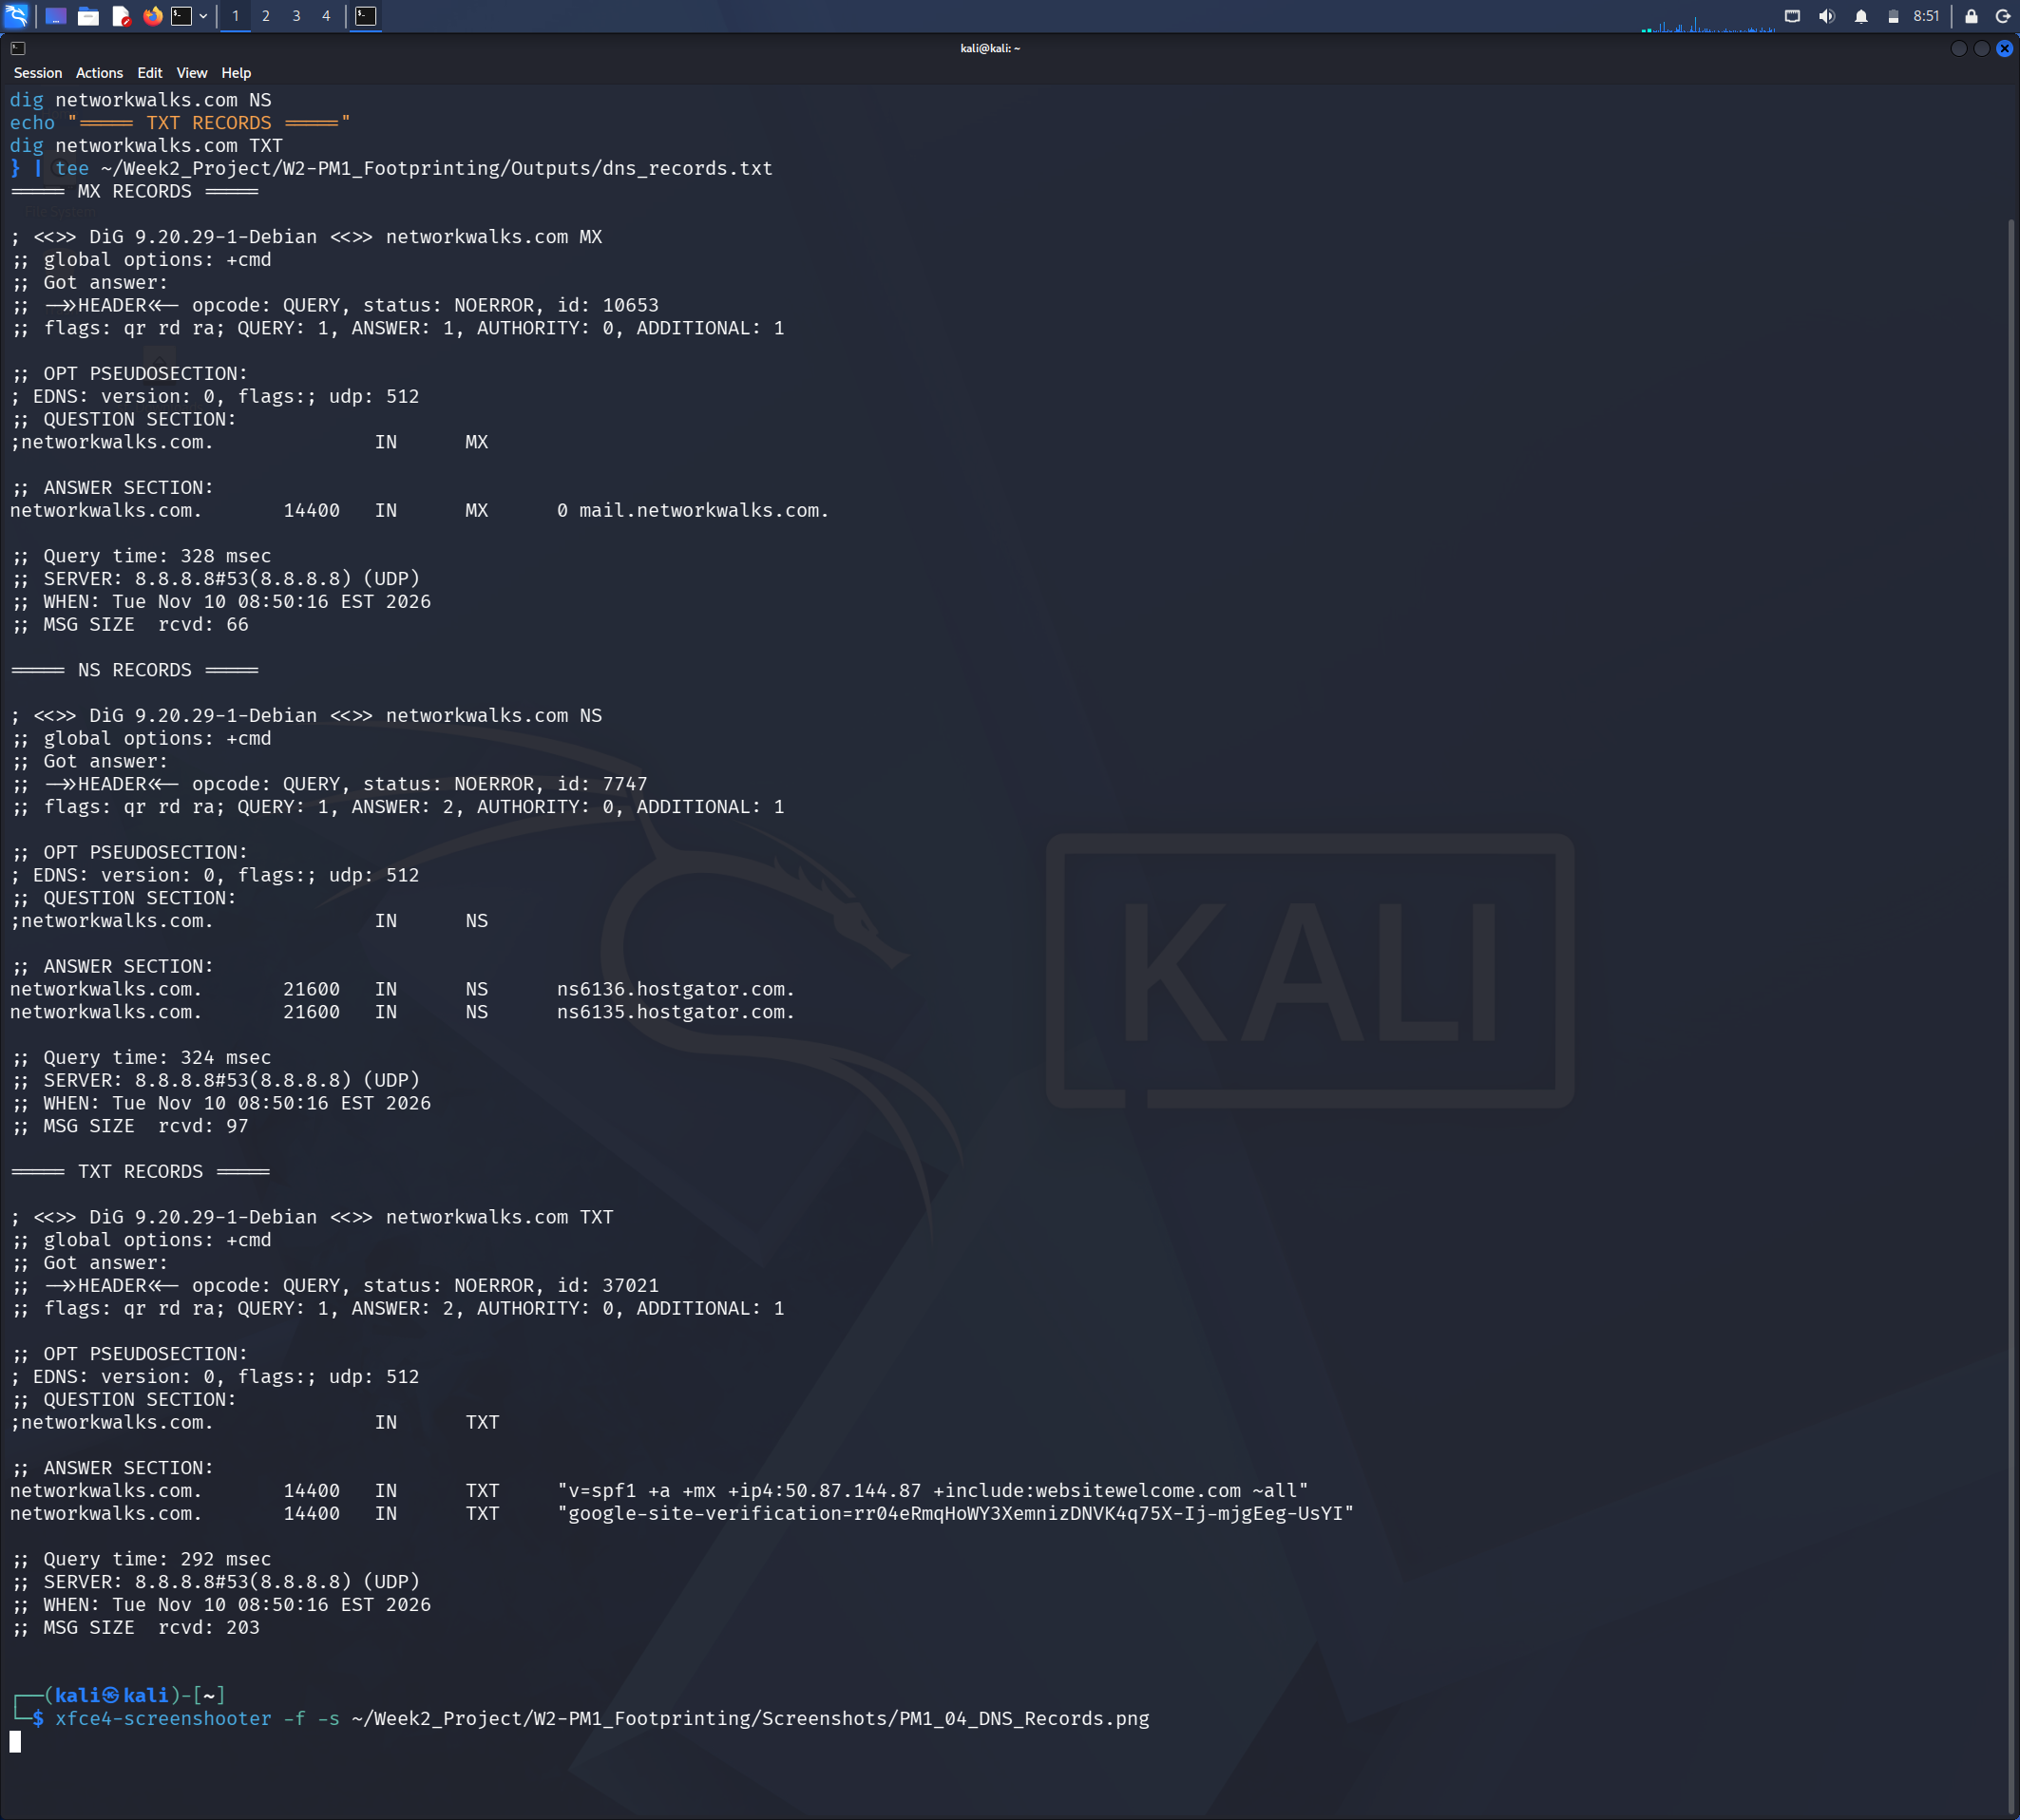 1 2 3 4 8:51
kali@kali: ~
Session Actions Edit View Help
dig networkwalks.com NS
echo "===== TXT RECORDS ====="
dig networkwalks.com TXT
} | tee ~/Week2_Project/W2-PM1_Footprinting/Outputs/dns_records.txt
===== MX RECORDS =====
File System
; <<>> DiG 9.20.29-1-Debian <<>> networkwalks.com MX
;; global options: +cmd
;; Got answer:
;; ->>HEADER<<- opcode: QUERY, status: NOERROR, id: 10653
;; flags: qr rd ra; QUERY: 1, ANSWER: 1, AUTHORITY: 0, ADDITIONAL: 1
;; OPT PSEUDOSECTION:
; EDNS: version: 0, flags:; udp: 512
;; QUESTION SECTION:
;networkwalks.com. IN MX
;; ANSWER SECTION:
networkwalks.com. 14400 IN MX 0 mail.networkwalks.com.
;; Query time: 328 msec
;; SERVER: 8.8.8.8#53(8.8.8.8) (UDP)
;; WHEN: Tue Nov 10 08:50:16 EST 2026
;; MSG SIZE rcvd: 66
===== NS RECORDS =====
; <<>> DiG 9.20.29-1-Debian <<>> networkwalks.com NS
;; global options: +cmd
;; Got answer:
;; ->>HEADER<<- opcode: QUERY, status: NOERROR, id: 7747
;; flags: qr rd ra; QUERY: 1, ANSWER: 2, AUTHORITY: 0, ADDITIONAL: 1
;; OPT PSEUDOSECTION:
; EDNS: version: 0, flags:; udp: 512
;; QUESTION SECTION:
;networkwalks.com. IN NS
;; ANSWER SECTION:
networkwalks.com. 21600 IN NS ns6136.hostgator.com.
networkwalks.com. 21600 IN NS ns6135.hostgator.com.
KALI
;; Query time: 324 msec
;; SERVER: 8.8.8.8#53(8.8.8.8) (UDP)
;; WHEN: Tue Nov 10 08:50:16 EST 2026
;; MSG SIZE rcvd: 97
===== TXT RECORDS =====
; <<>> DiG 9.20.29-1-Debian <<>> networkwalks.com TXT
;; global options: +cmd
;; Got answer:
;; ->>HEADER<<- opcode: QUERY, status: NOERROR, id: 37021
;; flags: qr rd ra; QUERY: 1, ANSWER: 2, AUTHORITY: 0, ADDITIONAL: 1
;; OPT PSEUDOSECTION:
; EDNS: version: 0, flags:; udp: 512
;; QUESTION SECTION:
;networkwalks.com. IN TXT
;; ANSWER SECTION:
networkwalks.com. 14400 IN TXT "v=spf1 +a +mx +ip4:50.87.144.87 +include:websitewelcome.com ~all"
networkwalks.com. 14400 IN TXT "google-site-verification=rr04eRmqHoWY3XemnizDNVK4q75X-Ij-mjgEeg-UsYI"
;; Query time: 292 msec
;; SERVER: 8.8.8.8#53(8.8.8.8) (UDP)
;; WHEN: Tue Nov 10 08:50:16 EST 2026
;; MSG SIZE rcvd: 203
┌──(kali㉿kali)-[~]
└─$ xfce4-screenshooter -f -s ~/Week2_Project/W2-PM1_Footprinting/Screenshots/PM1_04_DNS_Records.png